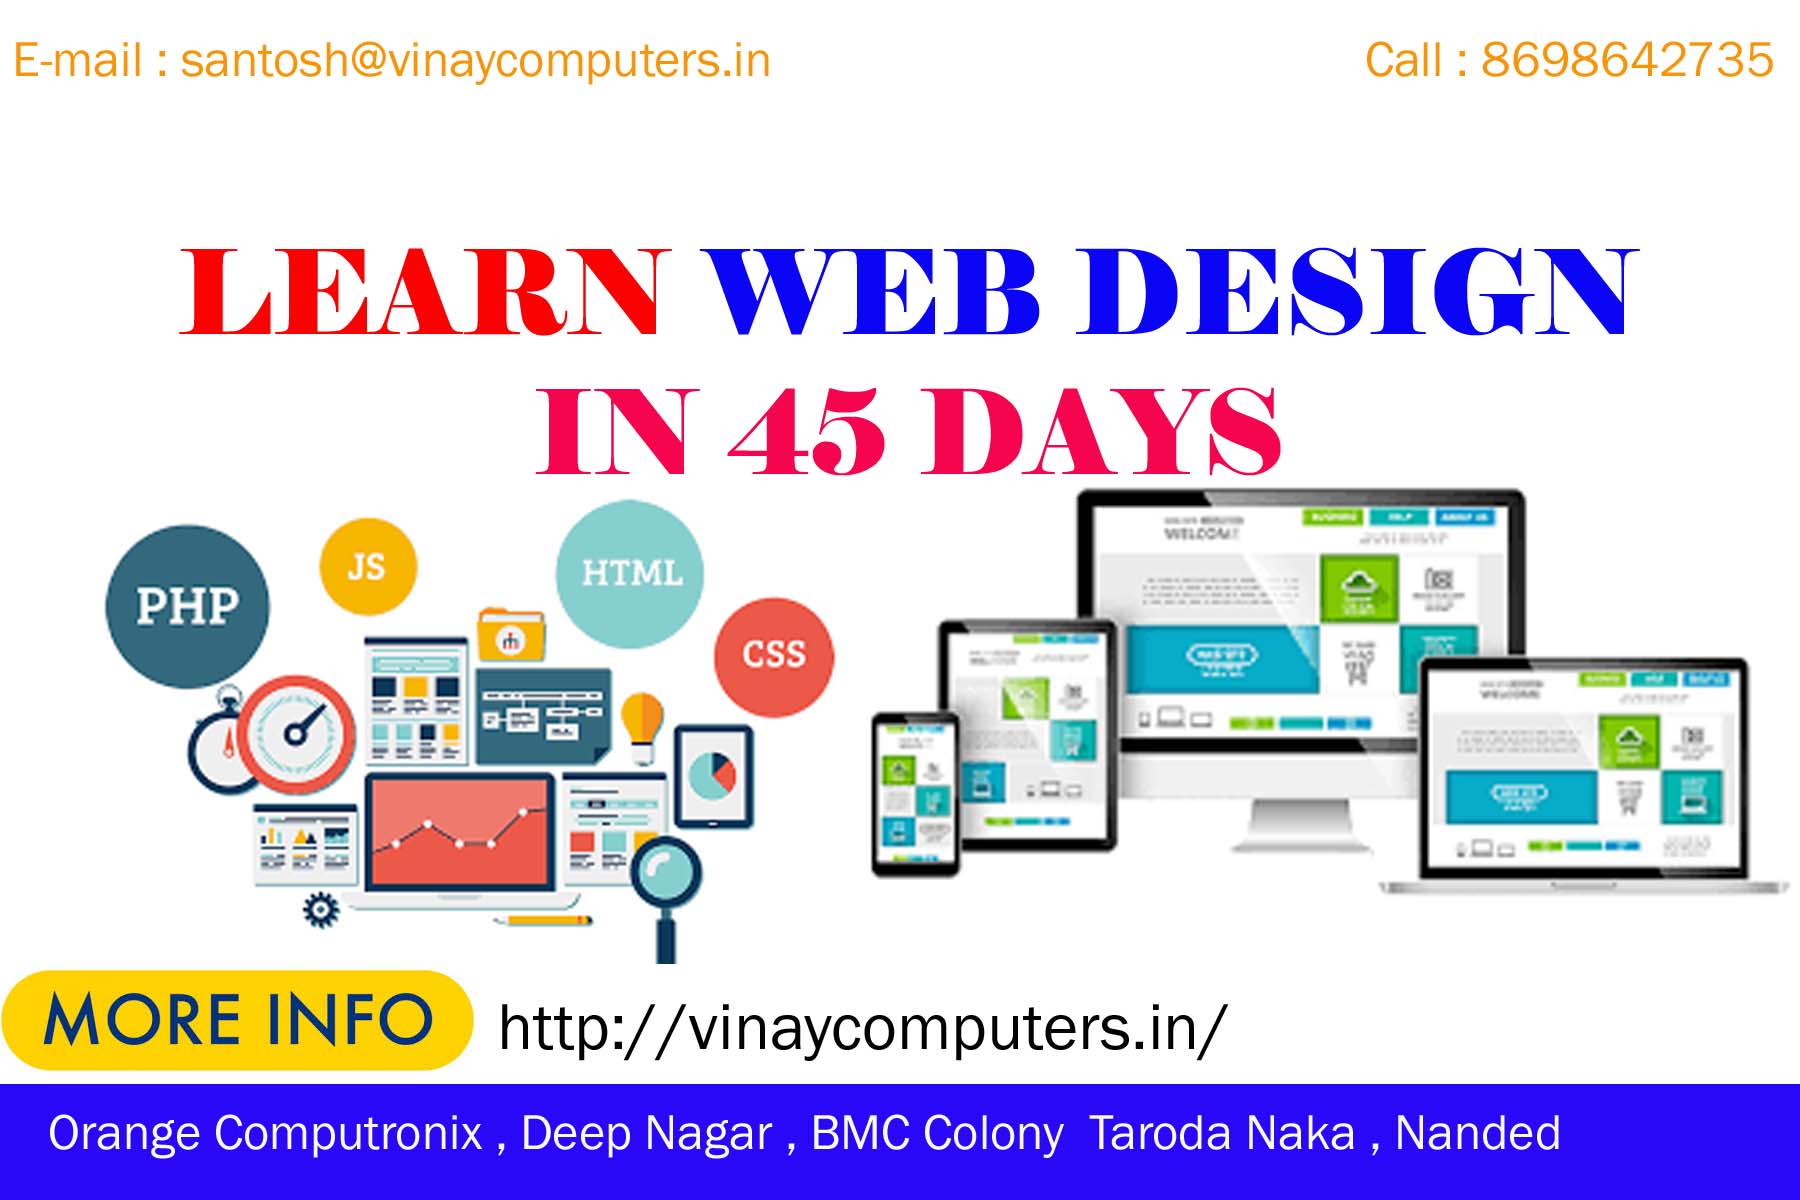 E-mail : santosh@vinaycomputers.in
Call : 8698642735
LEARN WEB DESIGN
IN 45 DAYS
PHP
JS
HTML
CSS
WELCOME
WELCOME
MORE INFO
http://vinaycomputers.in/
Orange Computronix , Deep Nagar , BMC Colony Taroda Naka , Nanded